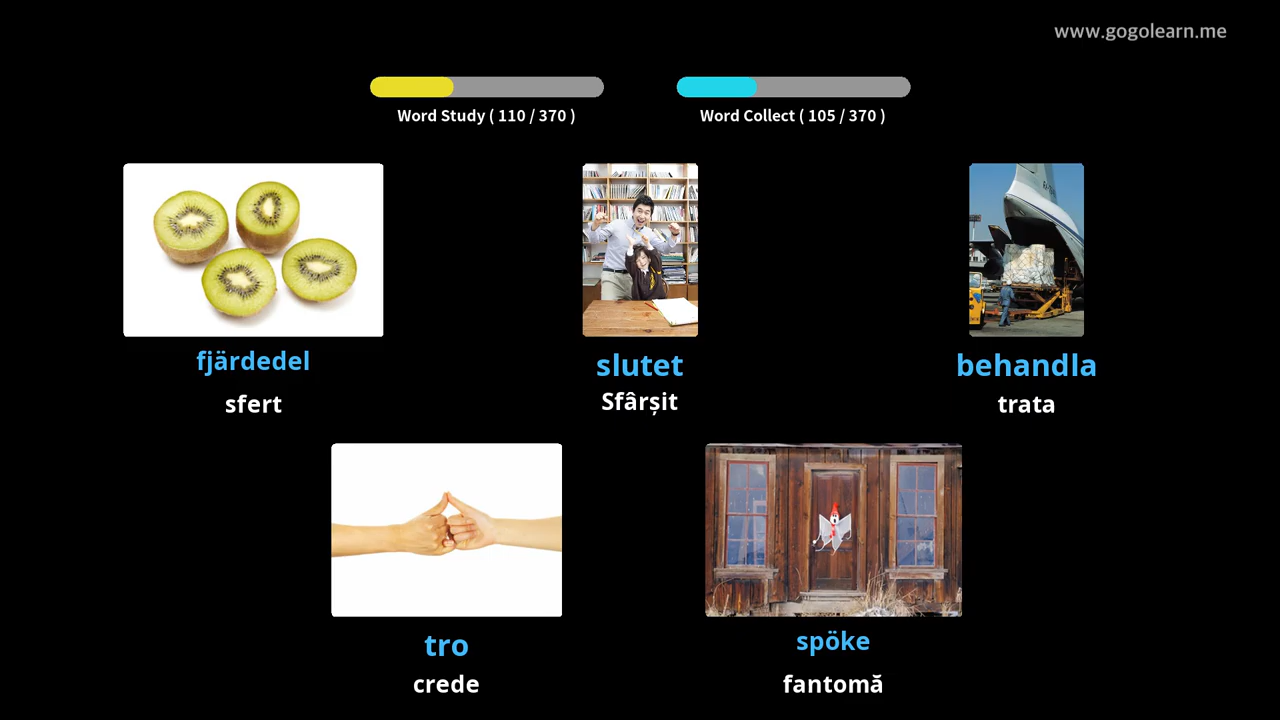 www.gogolearn.me
Word Study ( 110 / 370 )
Word Collect ( 105 / 370 )
fjärdedel
sfert
slutet
Sfârșit
behandla
trata
tro
crede
spöke
fantomă